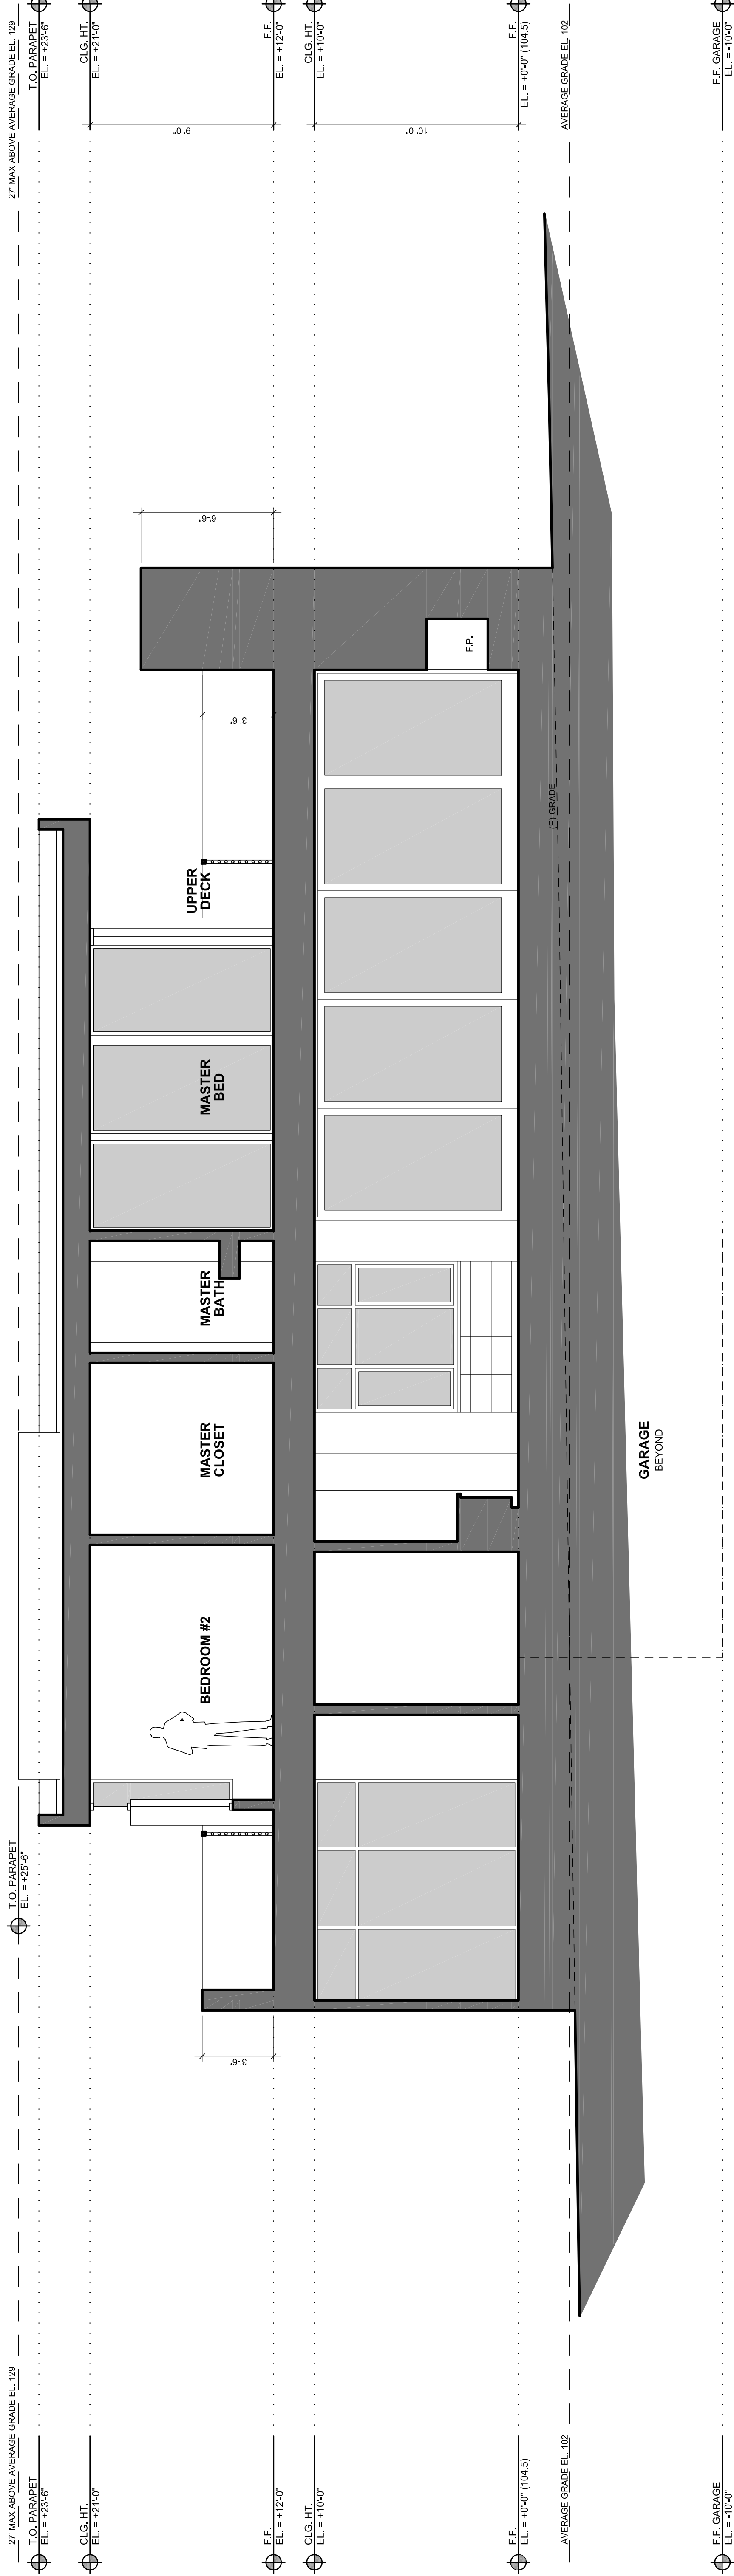 27' MAX ABOVE AVERAGE GRADE EL. 129
T.O. PARAPET
EL. = +23'-6"
CLG. HT.
EL. = +21'-0"
F.F.
EL. = +12'-0"
CLG. HT.
EL. = +10'-0"
F.F.
EL. = +0'-0" (104.5)
AVERAGE GRADE EL. 102
F.F. GARAGE
EL. = -10'-0"
T.O. PARAPET
EL. = +25'-6"
3'-6"
BEDROOM #2
MASTER
CLOSET
MASTER
BATH
MASTER
BED
UPPER
DECK
3'-6"
6'-6"
F.P.
(E) GRADE
GARAGE
BEYOND
9'-0"
10'-0"
27' MAX ABOVE AVERAGE GRADE EL. 129
T.O. PARAPET
EL. = +23'-6"
CLG. HT.
EL. = +21'-0"
F.F.
EL. = +12'-0"
CLG. HT.
EL. = +10'-0"
F.F.
EL. = +0'-0" (104.5)
AVERAGE GRADE EL. 102
F.F. GARAGE
EL. = -10'-0"